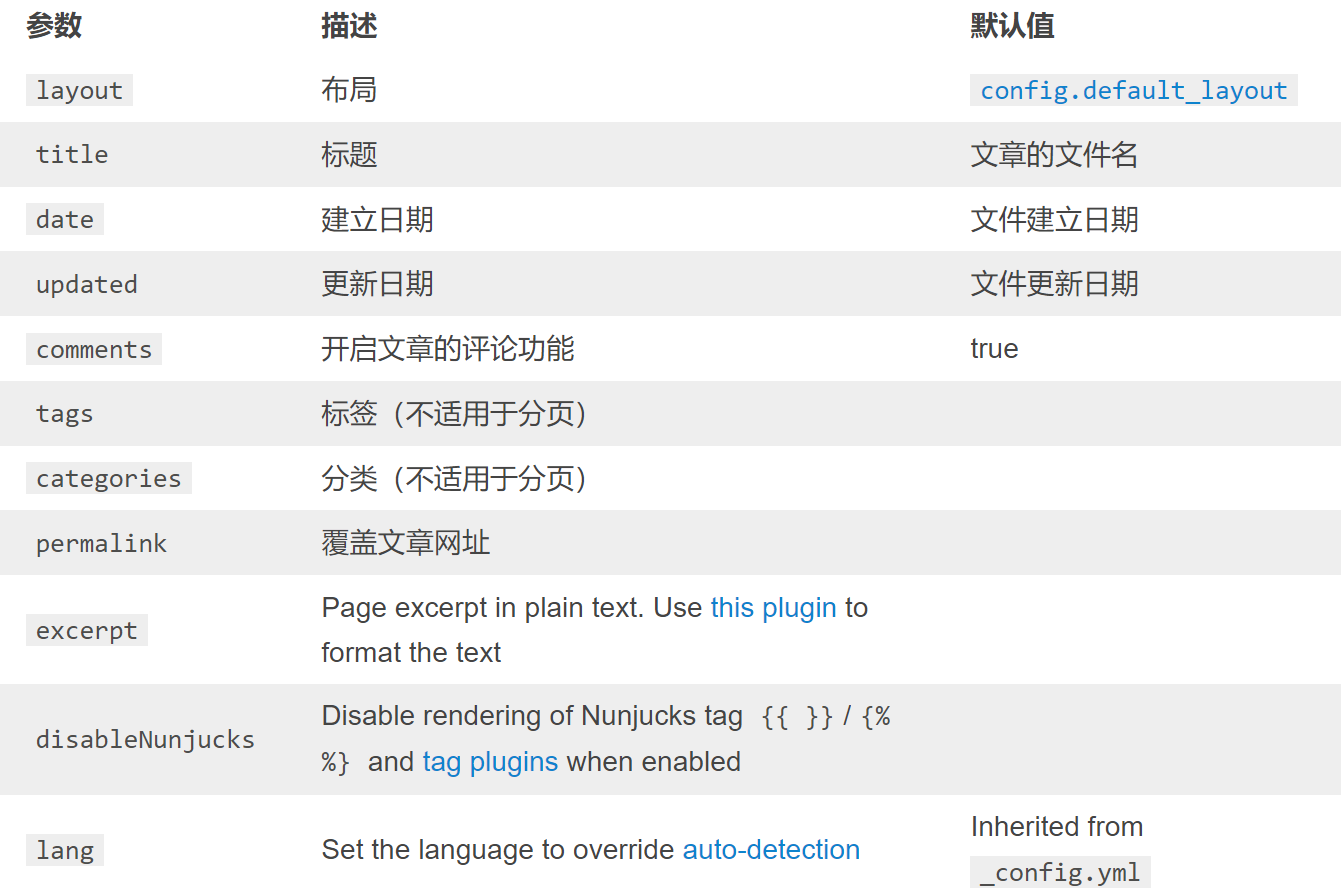 参数 描述 默认值
layout 布局 config.default_layout
title 标题 文章的文件名
date 建立日期 文件建立日期
updated 更新日期 文件更新日期
comments 开启文章的评论功能 true
tags 标签（不适用于分页）
categories 分类（不适用于分页）
permalink 覆盖文章网址
excerpt Page excerpt in plain text. Use this plugin to
format the text
disableNunjucks Disable rendering of Nunjucks tag {{ }} / {%
%} and tag plugins when enabled
lang Set the language to override auto-detection Inherited from
_config.yml